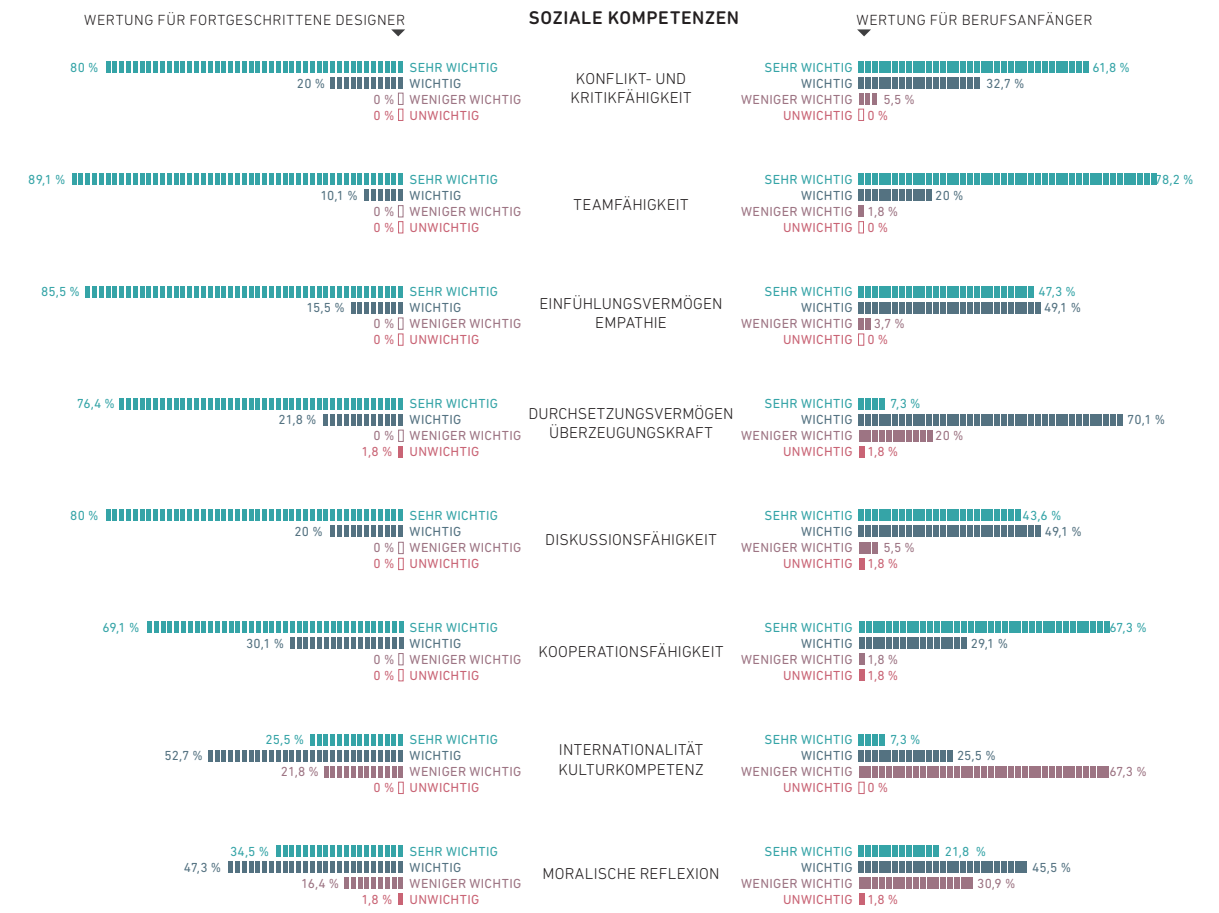 WERTUNG FÜR FORTGESCHRITTENE DESIGNER
SOZIALE KOMPETENZEN
WERTUNG FÜR BERUFSANFÄNGER
80 % SEHR WICHTIG
20 % WICHTIG
0 % WENIGER WICHTIG
0 % UNWICHTIG
KONFLIKT- UND
KRITIKFÄHIGKEIT
SEHR WICHTIG 61,8 %
WICHTIG 32,7 %
WENIGER WICHTIG 5,5 %
UNWICHTIG 0 %
89,1 % SEHR WICHTIG
10,1 % WICHTIG
0 % WENIGER WICHTIG
0 % UNWICHTIG
TEAMFÄHIGKEIT
SEHR WICHTIG 78,2 %
WICHTIG 20 %
WENIGER WICHTIG 1,8 %
UNWICHTIG 0 %
85,5 % SEHR WICHTIG
15,5 % WICHTIG
0 % WENIGER WICHTIG
0 % UNWICHTIG
EINFÜHLUNGSVERMÖGEN
EMPATHIE
SEHR WICHTIG 47,3 %
WICHTIG 49,1 %
WENIGER WICHTIG 3,7 %
UNWICHTIG 0 %
76,4 % SEHR WICHTIG
21,8 % WICHTIG
0 % WENIGER WICHTIG
1,8 % UNWICHTIG
DURCHSETZUNGSVERMÖGEN
ÜBERZEUGUNGSKRAFT
SEHR WICHTIG 7,3 %
WICHTIG 70,1 %
WENIGER WICHTIG 20 %
UNWICHTIG 1,8 %
80 % SEHR WICHTIG
20 % WICHTIG
0 % WENIGER WICHTIG
0 % UNWICHTIG
DISKUSSIONSFÄHIGKEIT
SEHR WICHTIG 43,6 %
WICHTIG 49,1 %
WENIGER WICHTIG 5,5 %
UNWICHTIG 1,8 %
69,1 % SEHR WICHTIG
30,1 % WICHTIG
0 % WENIGER WICHTIG
0 % UNWICHTIG
KOOPERATIONSFÄHIGKEIT
SEHR WICHTIG 67,3 %
WICHTIG 29,1 %
WENIGER WICHTIG 1,8 %
UNWICHTIG 1,8 %
25,5 % SEHR WICHTIG
52,7 % WICHTIG
21,8 % WENIGER WICHTIG
0 % UNWICHTIG
INTERNATIONALITÄT
KULTURKOMPETENZ
SEHR WICHTIG 7,3 %
WICHTIG 25,5 %
WENIGER WICHTIG 67,3 %
UNWICHTIG 0 %
34,5 % SEHR WICHTIG
47,3 % WICHTIG
16,4 % WENIGER WICHTIG
1,8 % UNWICHTIG
MORALISCHE REFLEXION
SEHR WICHTIG 21,8 %
WICHTIG 45,5 %
WENIGER WICHTIG 30,9 %
UNWICHTIG 1,8 %